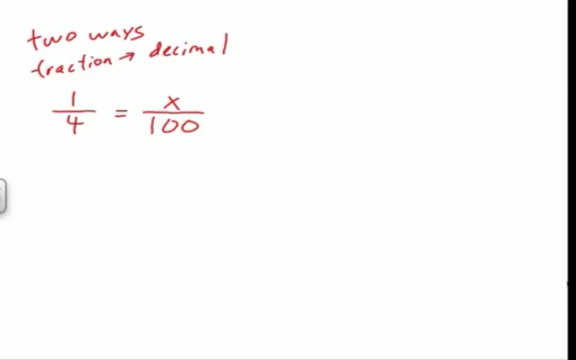 two ways
fraction → decimal
1/4 = x/100